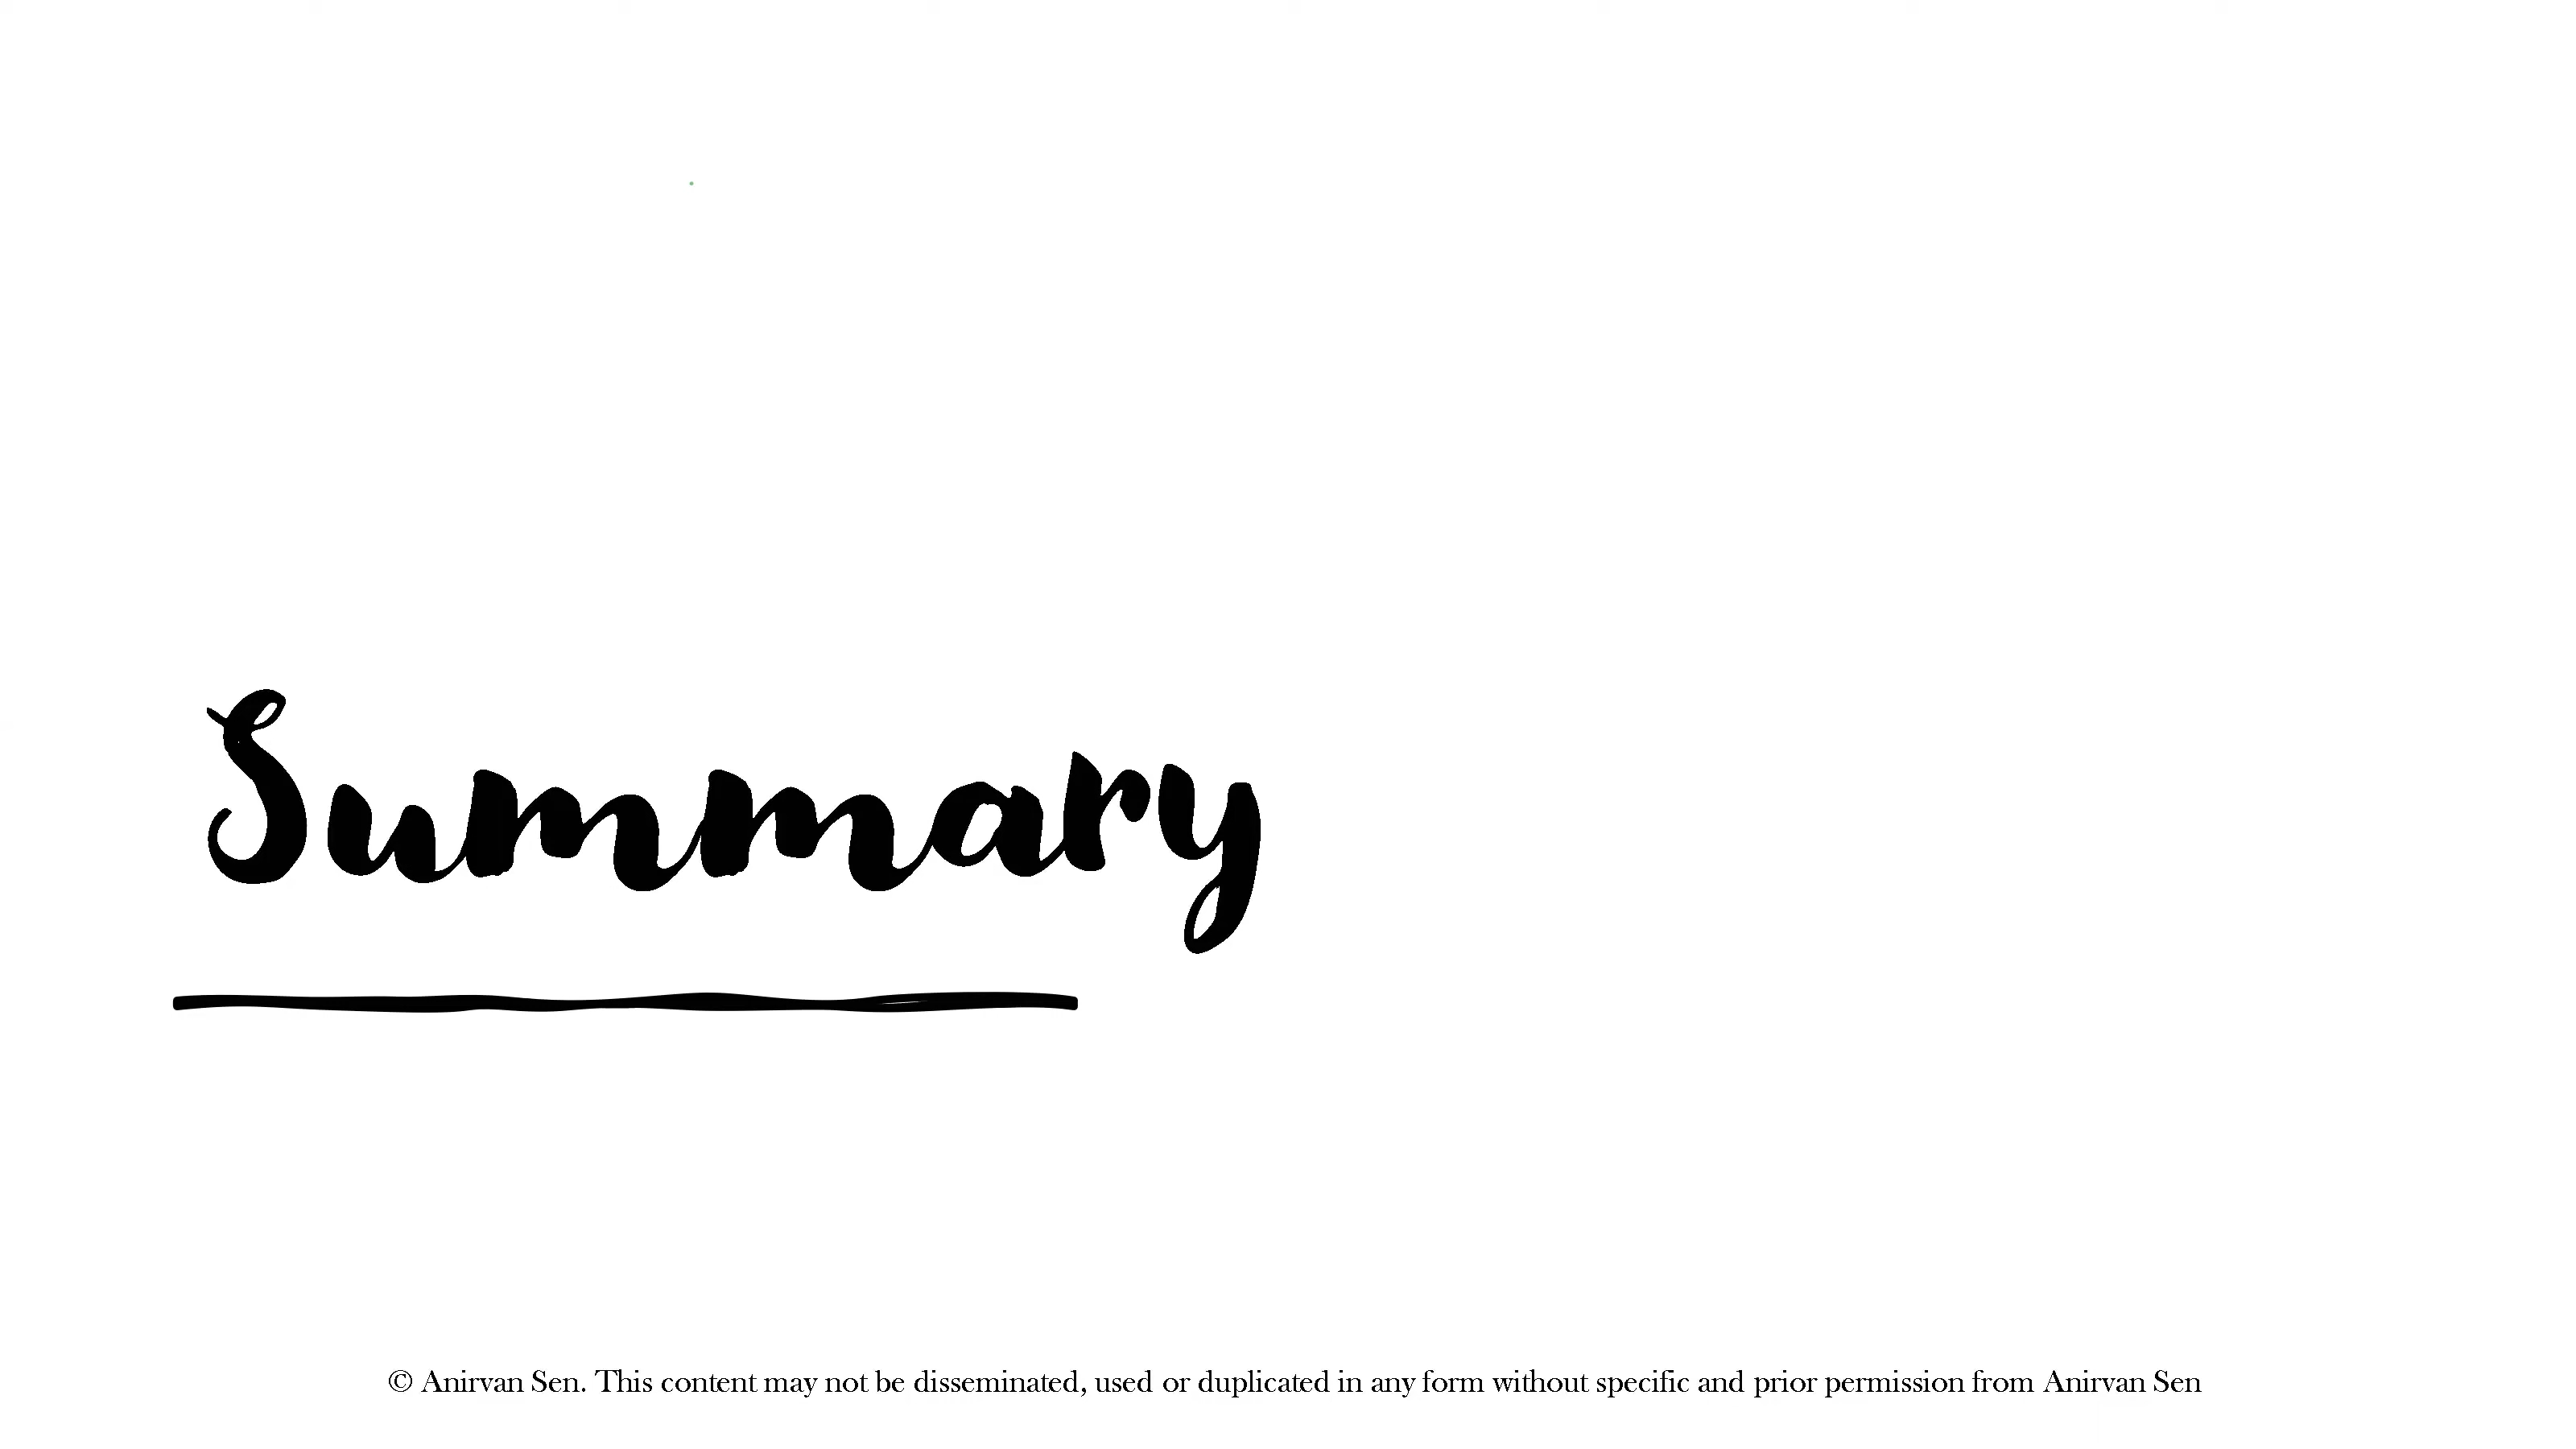 Summary
© Anirvan Sen. This content may not be disseminated, used or duplicated in any form without specific and prior permission from Anirvan Sen